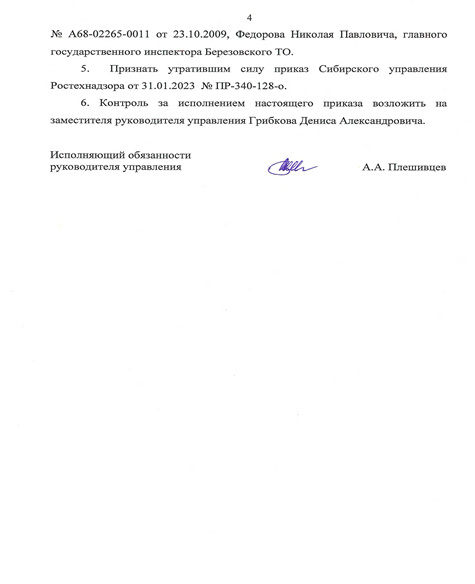 4
№ А68-02265-0011 от 23.10.2009, Федорова Николая Павловича, главного
государственного инспектора Березовского ТО.
5. Признать утратившим силу приказ Сибирского управления
Ростехнадзора от 31.01.2023 № ПР-340-128-о.
6. Контроль за исполнением настоящего приказа возложить на
заместителя руководителя управления Грибкова Дениса Александровича.
Исполняющий обязанности
руководителя управления А.А. Плешивцев